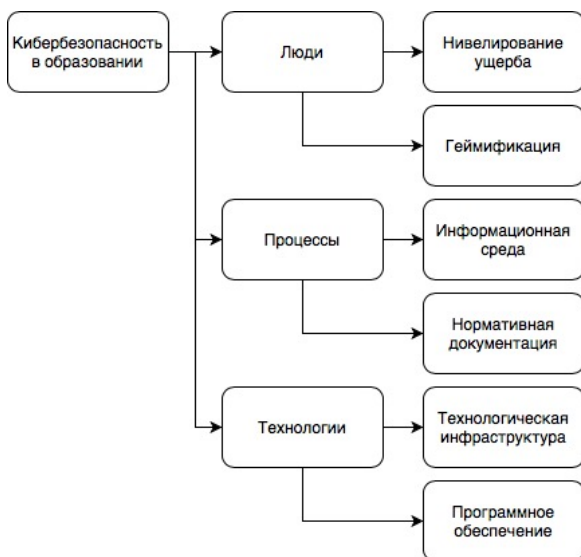 Кибербезопасность
в образовании
Люди
Нивелирование
ущерба
Геймификация
Процессы
Информационная
среда
Нормативная
документация
Технологии
Технологическая
инфраструктура
Программное
обеспечение